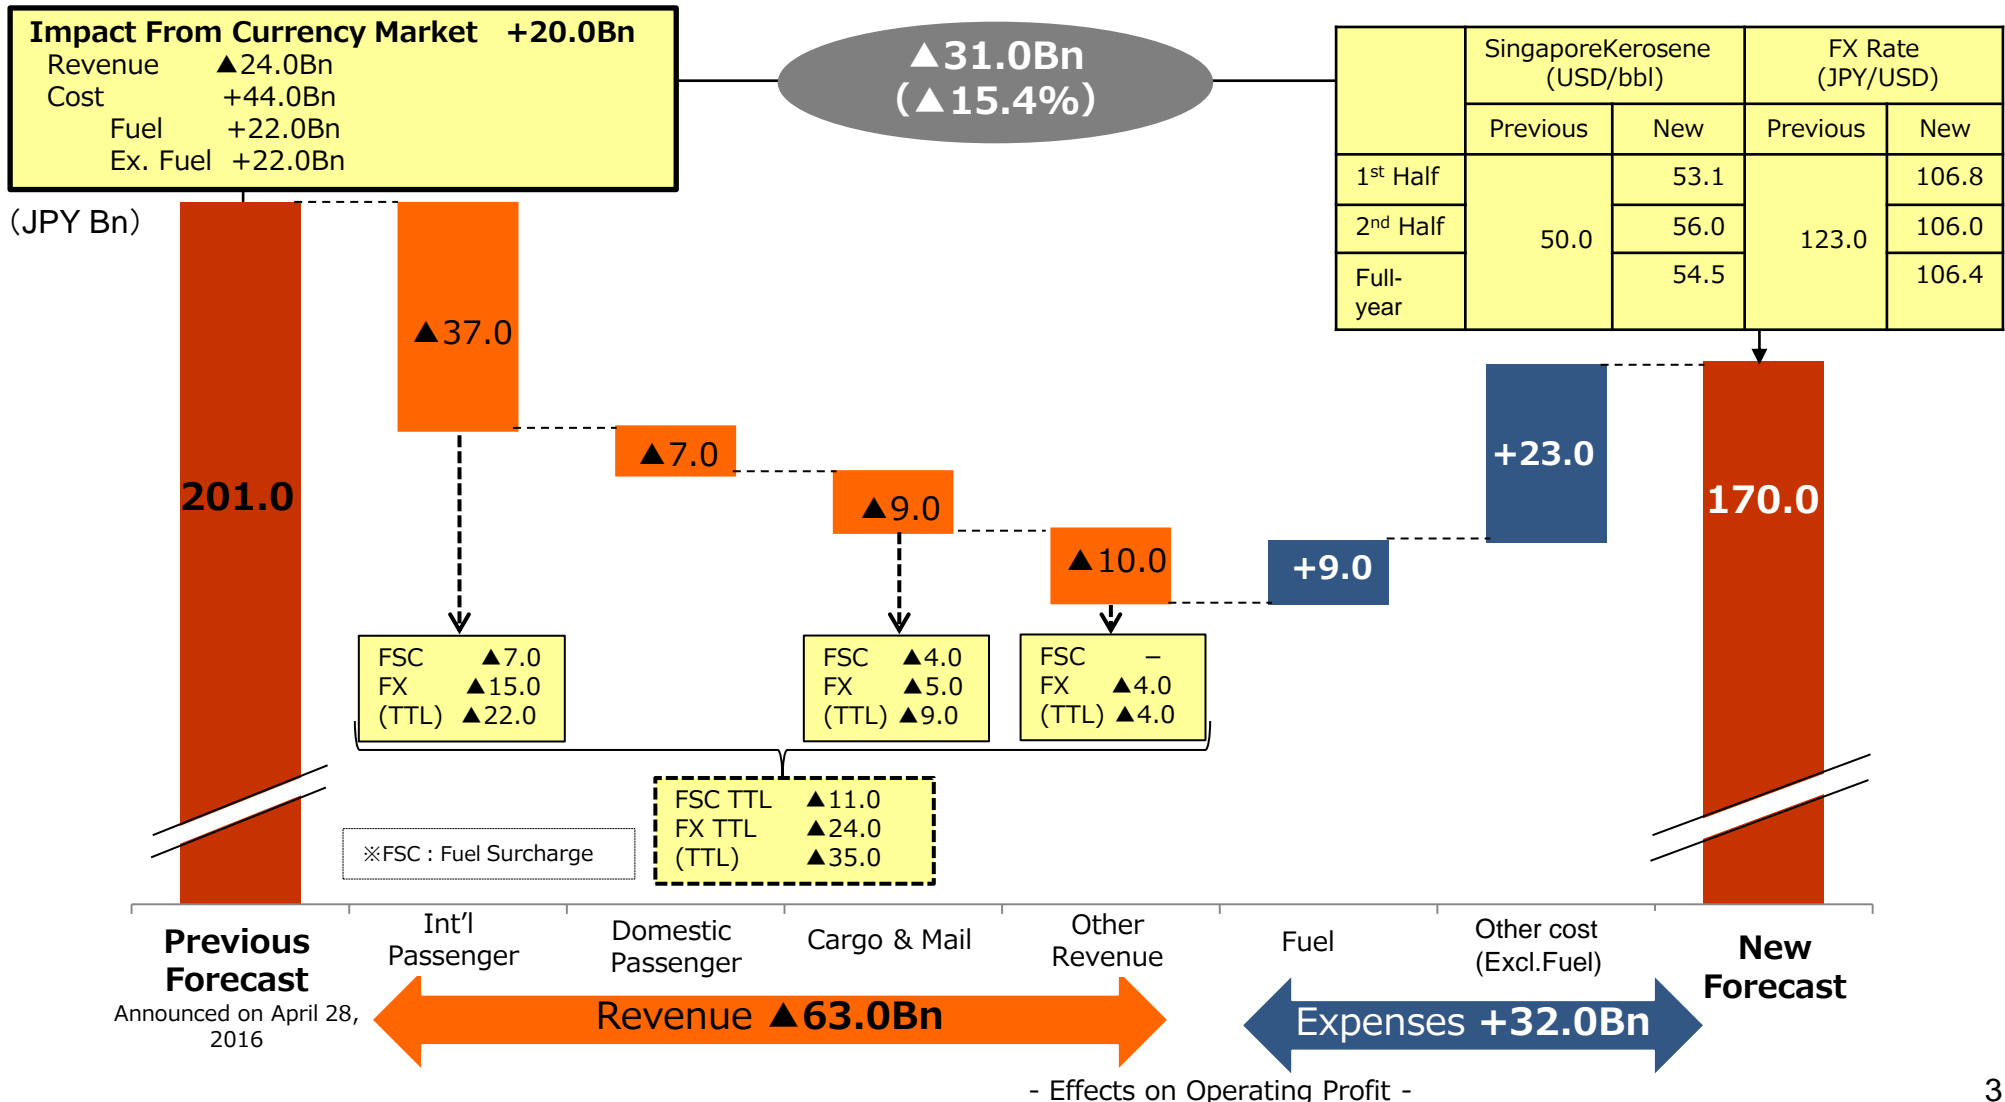 Impact From Currency Market +20.0Bn
Revenue ▲24.0Bn
Cost +44.0Bn
Fuel +22.0Bn
Ex. Fuel +22.0Bn
▲31.0Bn
(▲15.4%)
SingaporeKerosene
(USD/bbl)
FX Rate
(JPY/USD)
Previous New Previous New
1st Half 53.1 106.8
2nd Half 50.0 56.0 123.0 106.0
Full-
year 54.5 106.4
(JPY Bn)
201.0
▲37.0
▲7.0
▲9.0
▲10.0
+9.0
+23.0
170.0
FSC ▲7.0
FX ▲15.0
(TTL) ▲22.0
FSC ▲4.0
FX ▲5.0
(TTL) ▲9.0
FSC –
FX ▲4.0
(TTL) ▲4.0
FSC TTL ▲11.0
FX TTL ▲24.0
(TTL) ▲35.0
※FSC : Fuel Surcharge
Previous
Forecast
Announced on April 28,
2016
Int'l
Passenger
Domestic
Passenger
Cargo & Mail
Other
Revenue
Fuel
Other cost
(Excl.Fuel)
New
Forecast
Revenue ▲63.0Bn
Expenses +32.0Bn
- Effects on Operating Profit -
3